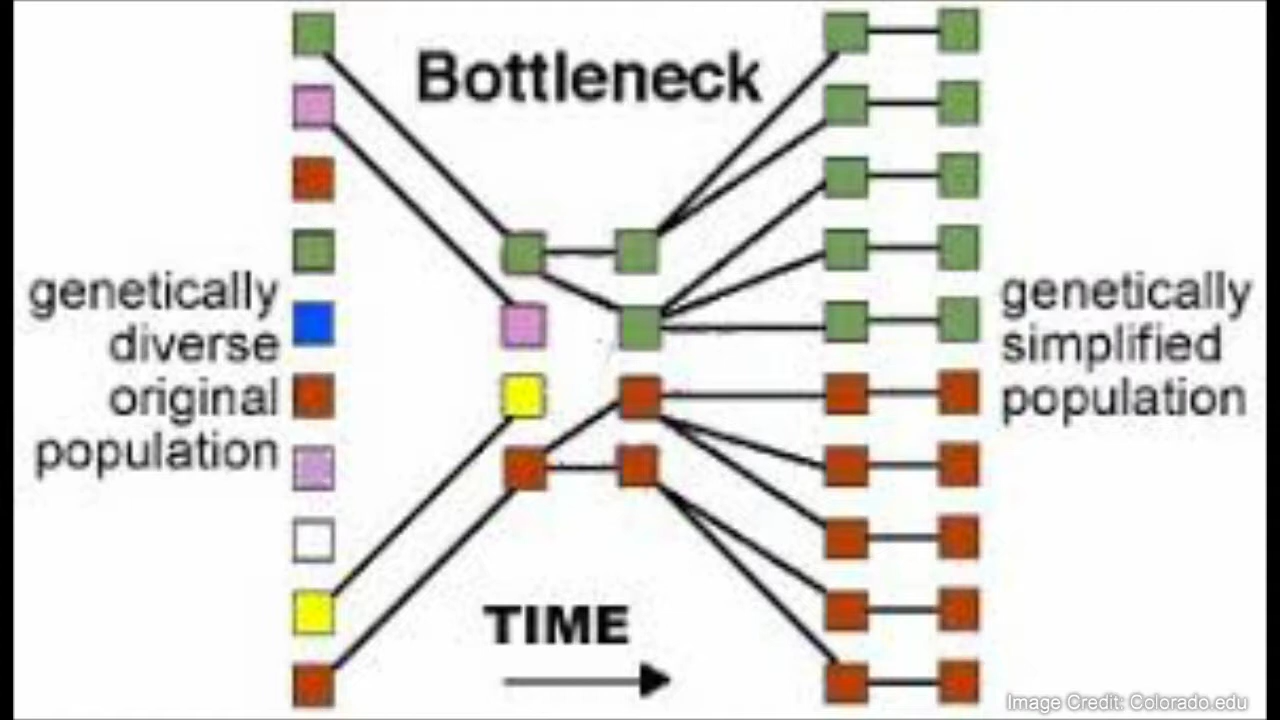 Bottleneck
genetically
diverse
original
population
genetically
simplified
population
TIME
Image Credit: Colorado.edu